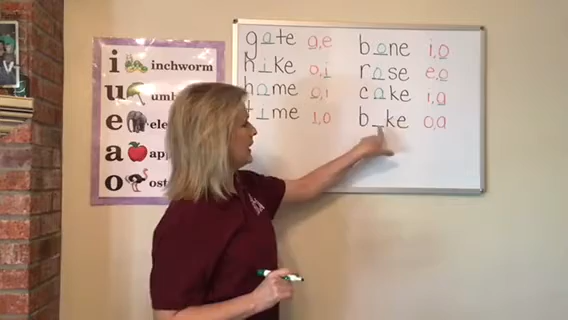 i inchworm
u umb
e ele
a app
o ost
gate a,e
hike o,i
home o,i
time i,o
bone i,o
rose e,o
cake i,a
b_ke o,a